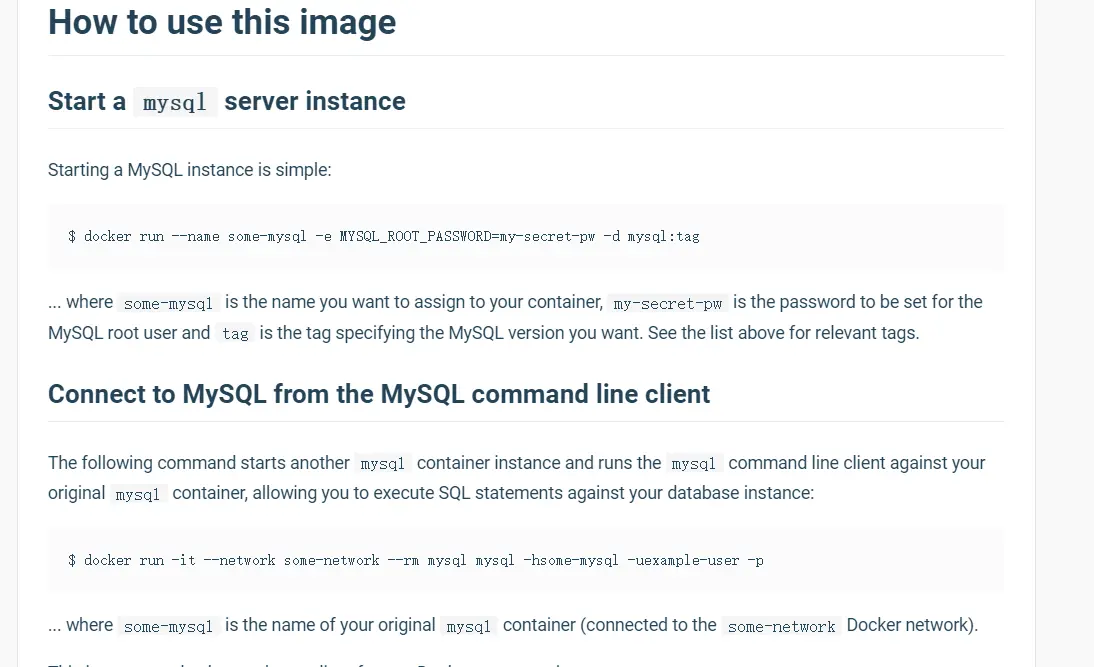 How to use this image
Start a mysql server instance
Starting a MySQL instance is simple:
$ docker run --name some-mysql -e MYSQL_ROOT_PASSWORD=my-secret-pw -d mysql:tag
... where some-mysql is the name you want to assign to your container, my-secret-pw is the password to be set for the
MySQL root user and tag is the tag specifying the MySQL version you want. See the list above for relevant tags.
Connect to MySQL from the MySQL command line client
The following command starts another mysql container instance and runs the mysql command line client against your
original mysql container, allowing you to execute SQL statements against your database instance:
$ docker run -it --network some-network --rm mysql mysql -hsome-mysql -uexample-user -p
... where some-mysql is the name of your original mysql container (connected to the some-network Docker network).